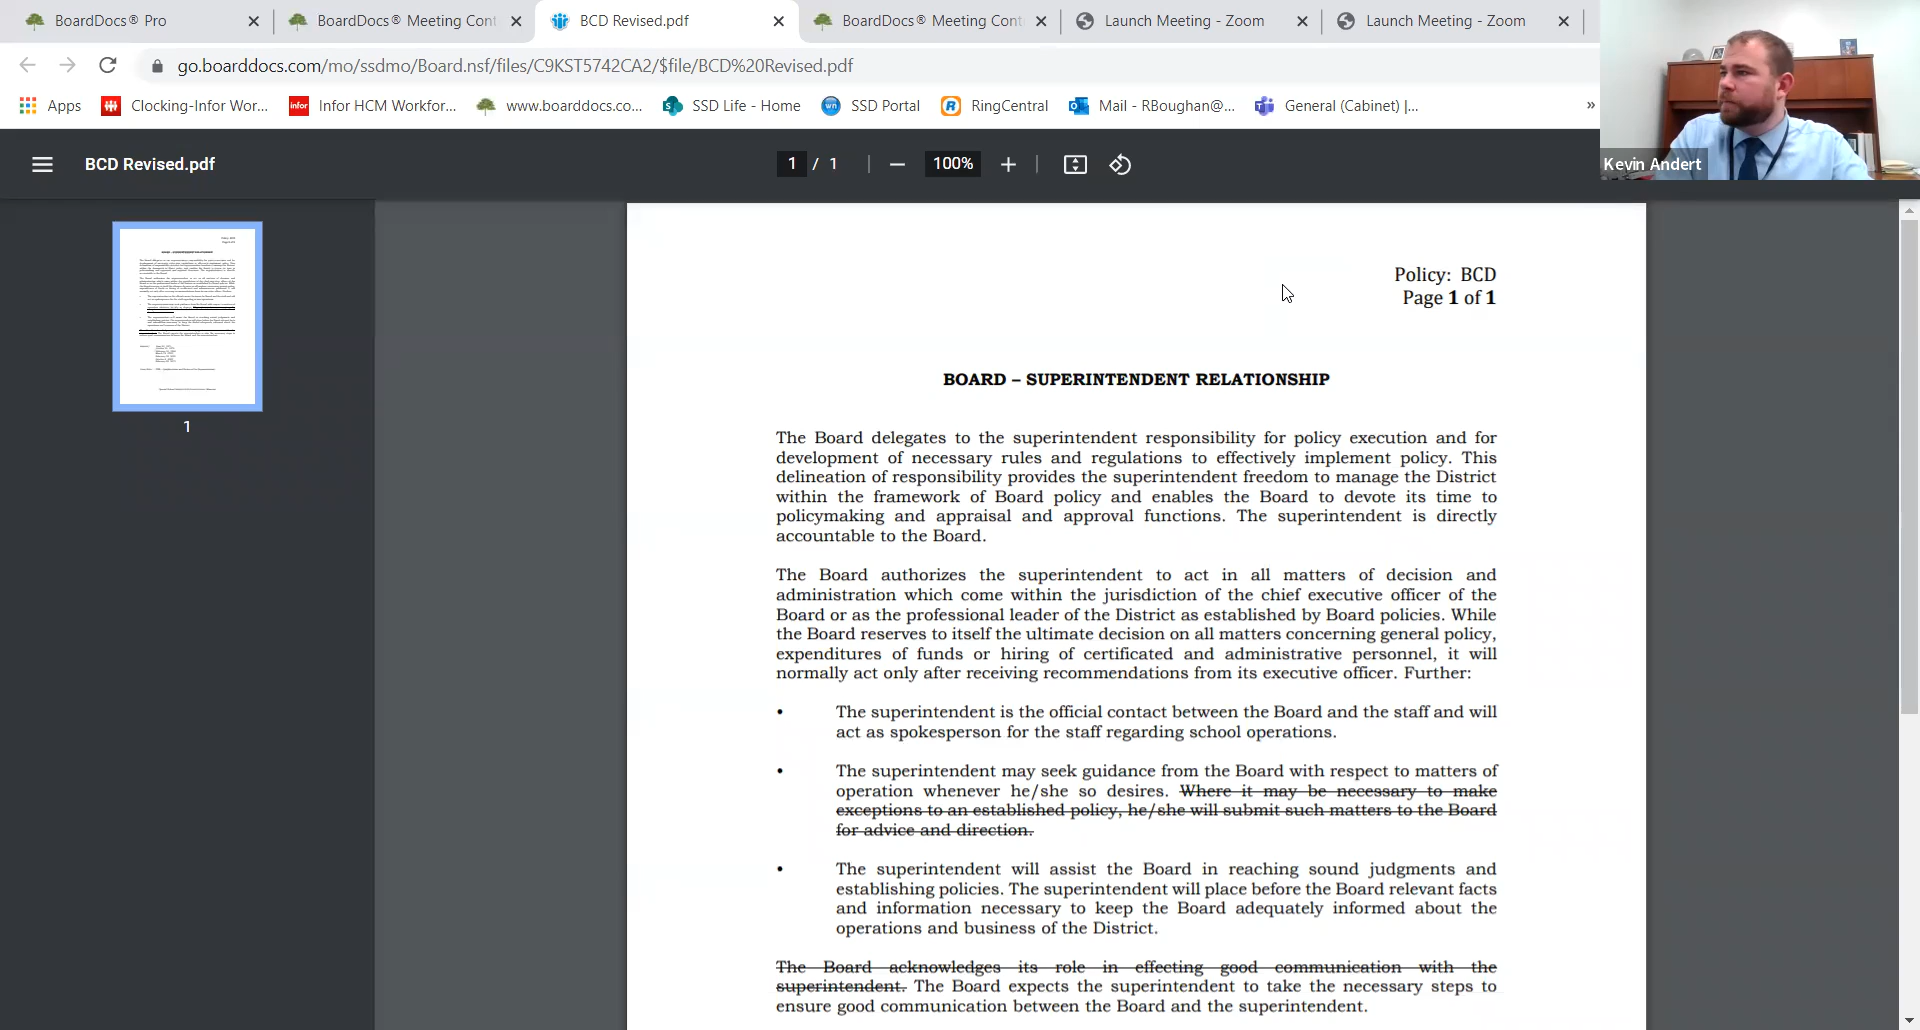 BoardDocs® Pro
BoardDocs® Meeting Cont
BCD Revised.pdf
BoardDocs® Meeting Cont
Launch Meeting - Zoom
Launch Meeting - Zoom
go.boarddocs.com/mo/ssdmo/Board.nsf/files/C9KST5742CA2/$file/BCD%20Revised.pdf
Apps
Clocking-Infor Wor...
infor
Infor HCM Workfor...
www.boarddocs.co...
SSD Life - Home
SSD Portal
RingCentral
Mail - RBoughan@...
General (Cabinet) |...
»
Kevin Andert
BCD Revised.pdf
1 / 1
100%
1
Policy: BCD
Page 1 of 1
BOARD – SUPERINTENDENT RELATIONSHIP
The Board delegates to the superintendent responsibility for policy execution and for
development of necessary rules and regulations to effectively implement policy. This
delineation of responsibility provides the superintendent freedom to manage the District
within the framework of Board policy and enables the Board to devote its time to
policymaking and appraisal and approval functions. The superintendent is directly
accountable to the Board.
The Board authorizes the superintendent to act in all matters of decision and
administration which come within the jurisdiction of the chief executive officer of the
Board or as the professional leader of the District as established by Board policies. While
the Board reserves to itself the ultimate decision on all matters concerning general policy,
expenditures of funds or hiring of certificated and administrative personnel, it will
normally act only after receiving recommendations from its executive officer. Further:
• The superintendent is the official contact between the Board and the staff and will
act as spokesperson for the staff regarding school operations.
• The superintendent may seek guidance from the Board with respect to matters of
operation whenever he/she so desires. Where it may be necessary to make
exceptions to an established policy, he/she will submit such matters to the Board
for advice and direction.
• The superintendent will assist the Board in reaching sound judgments and
establishing policies. The superintendent will place before the Board relevant facts
and information necessary to keep the Board adequately informed about the
operations and business of the District.
The Board acknowledges its role in effecting good communication with the
superintendent. The Board expects the superintendent to take the necessary steps to
ensure good communication between the Board and the superintendent.